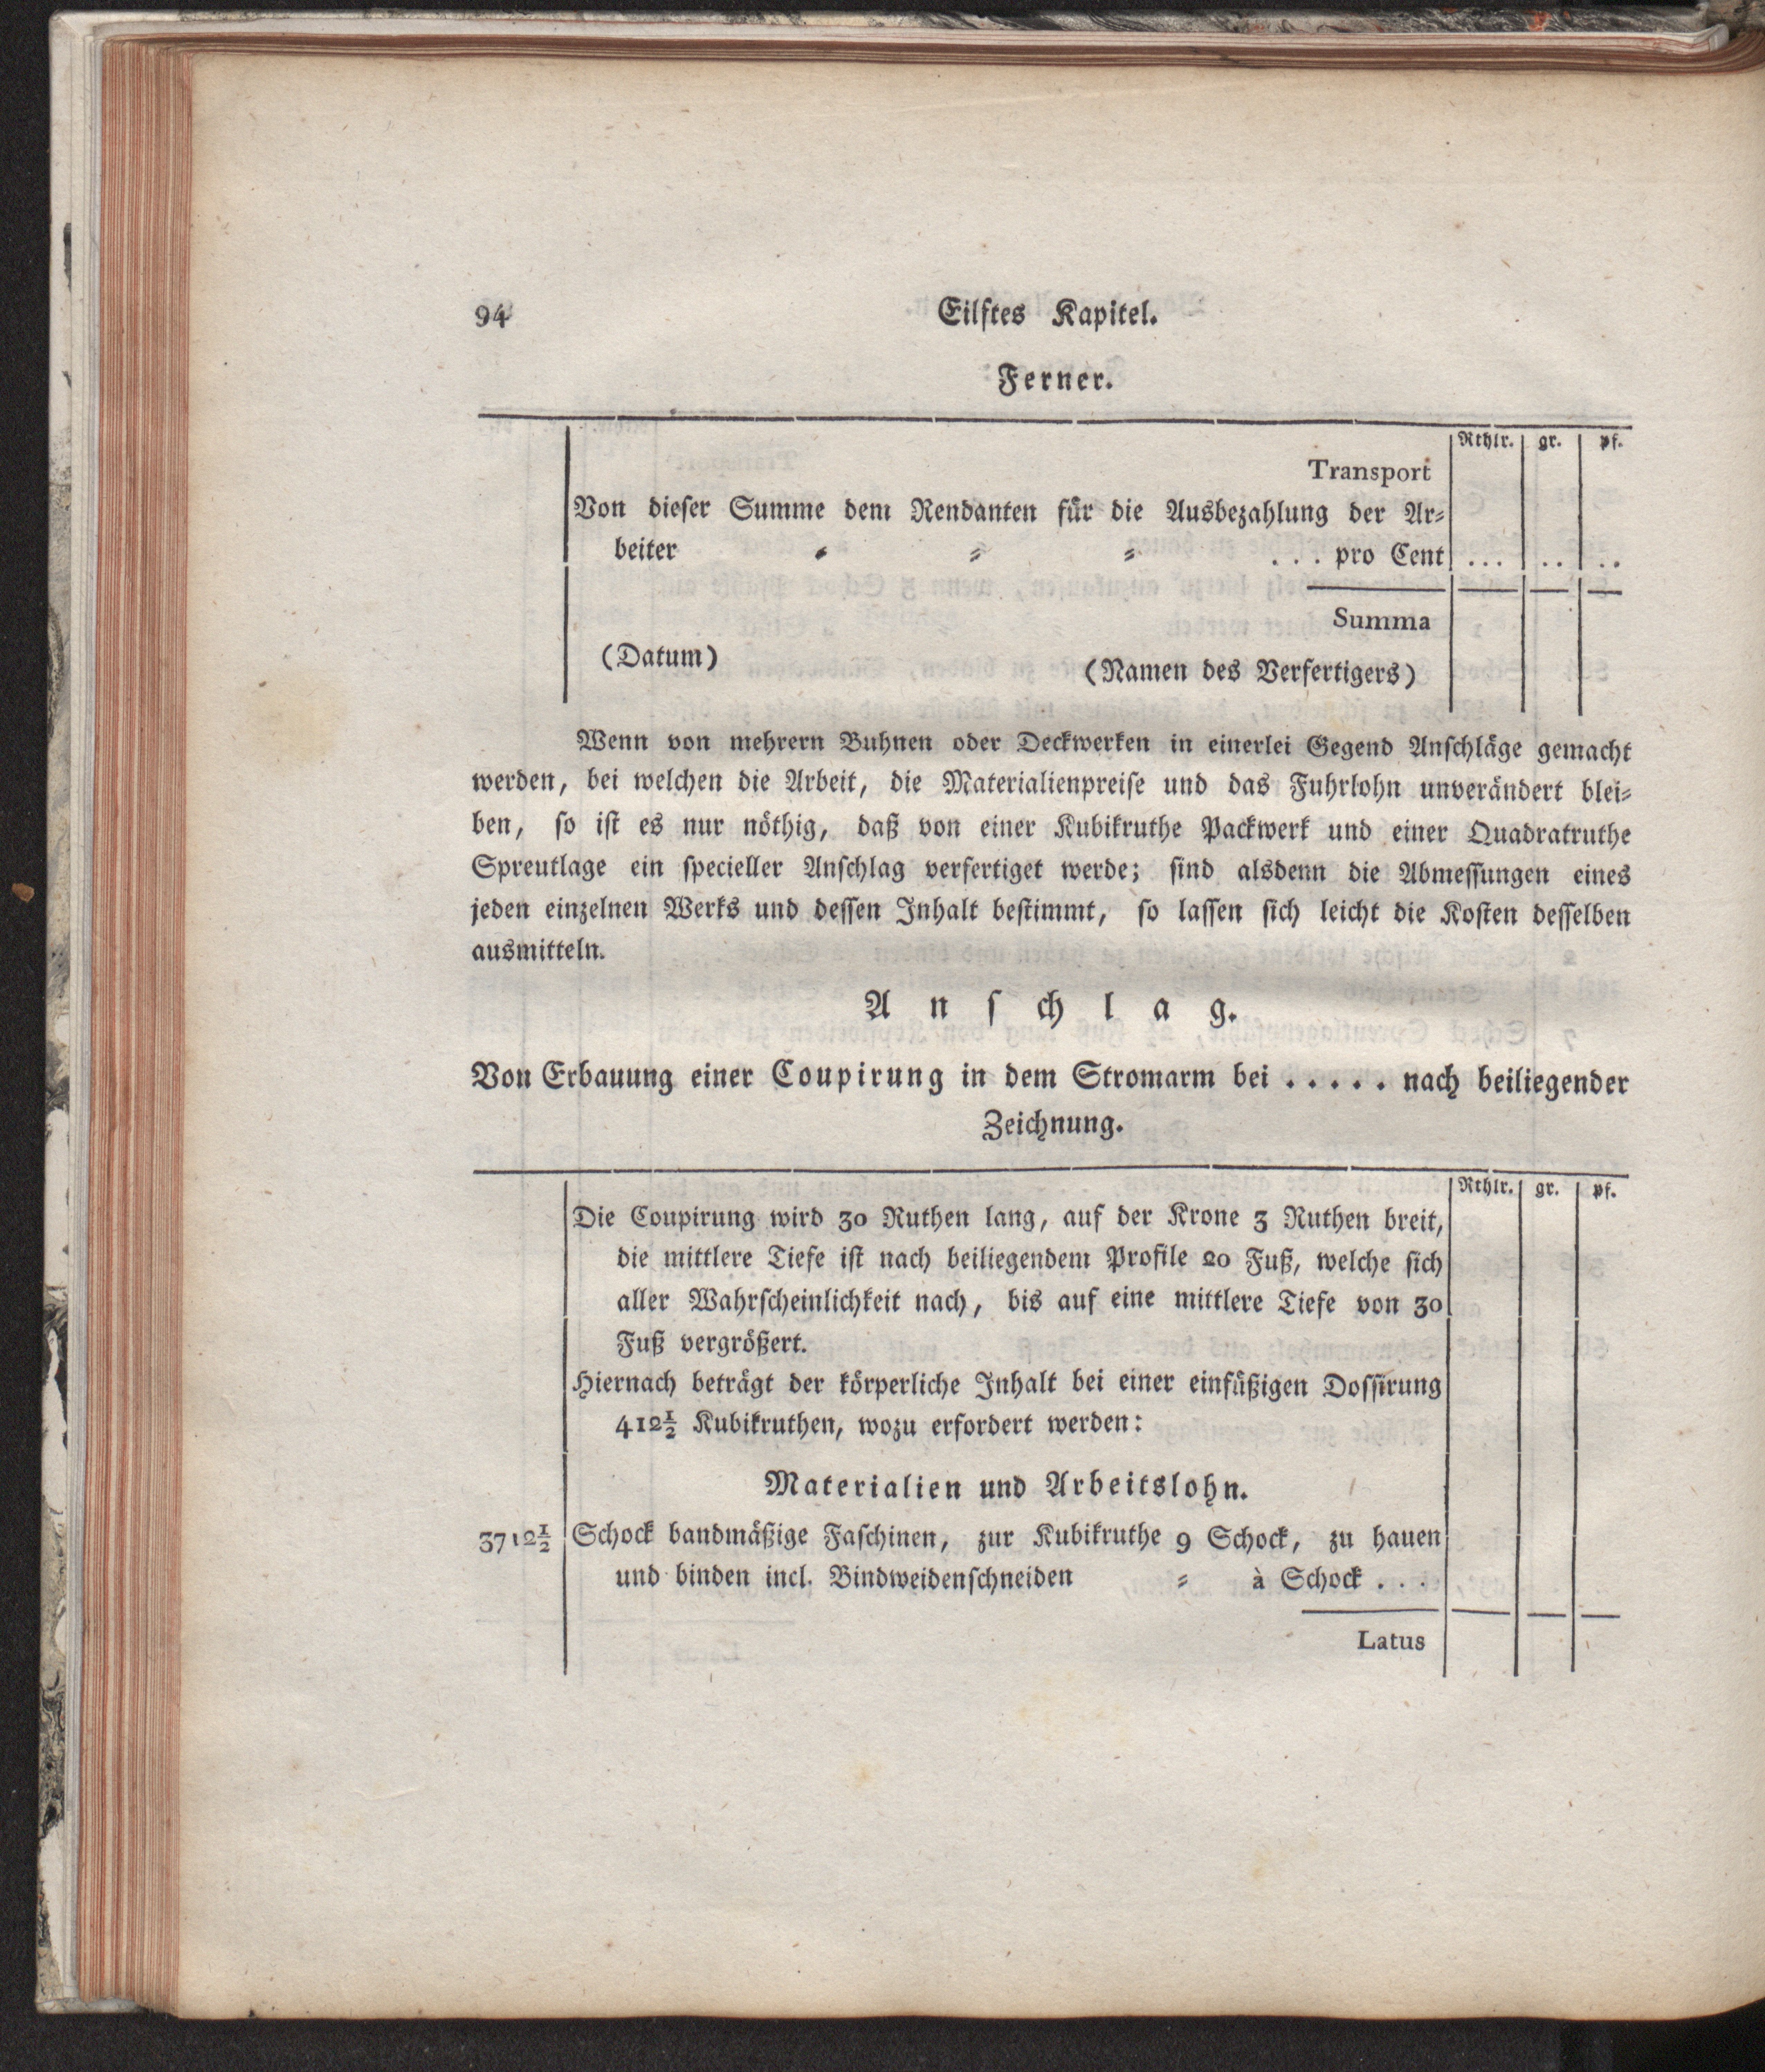 94 Eilftes Kapitel.
Ferner.
Rthlr. gr. pf.
Transport
Von dieſer Summe dem Rendanten für die Ausbezahlung der Ar⸗
beiter ⸗ ⸗ ⸗ . . . pro Cent . . . . . . .
Summa
(Datum)
(Namen des Verfertigers)
Wenn von mehrern Buhnen oder Deckwerken in einerlei Gegend Anſchläge gemacht
werden, bei welchen die Arbeit, die Materialienpreiſe und das Fuhrlohn unverändert blei⸗
ben, ſo iſt es nur nöthig, daß von einer Kubikruthe Packwerk und einer Quadratruthe
Spreutlage ein ſpecieller Anſchlag verfertiget werde; ſind alsdenn die Abmeſſungen eines
jeden einzelnen Werks und deſſen Inhalt beſtimmt, ſo laſſen ſich leicht die Koſten deſſelben
ausmitteln.
Anſchlag.
Von Erbauung einer Coupirung in dem Stromarm bei . . . . . nach beiliegender
Zeichnung.
Rthlr. gr. pf.
Die Coupirung wird 30 Ruthen lang, auf der Krone 3 Ruthen breit,
die mittlere Tiefe iſt nach beiliegendem Profile 20 Fuß, welche ſich
aller Wahrſcheinlichkeit nach, bis auf eine mittlere Tiefe von 30
Fuß vergrößert.
Hiernach beträgt der körperliche Inhalt bei einer einfüßigen Doſſirung
412½ Kubikruthen, wozu erfordert werden:
Materialien und Arbeitslohn.
3712½ Schock bandmäßige Faſchinen, zur Kubikruthe 9 Schock, zu hauen
und binden incl. Bindweidenſchneiden ⸗ à Schock . . .
Latus